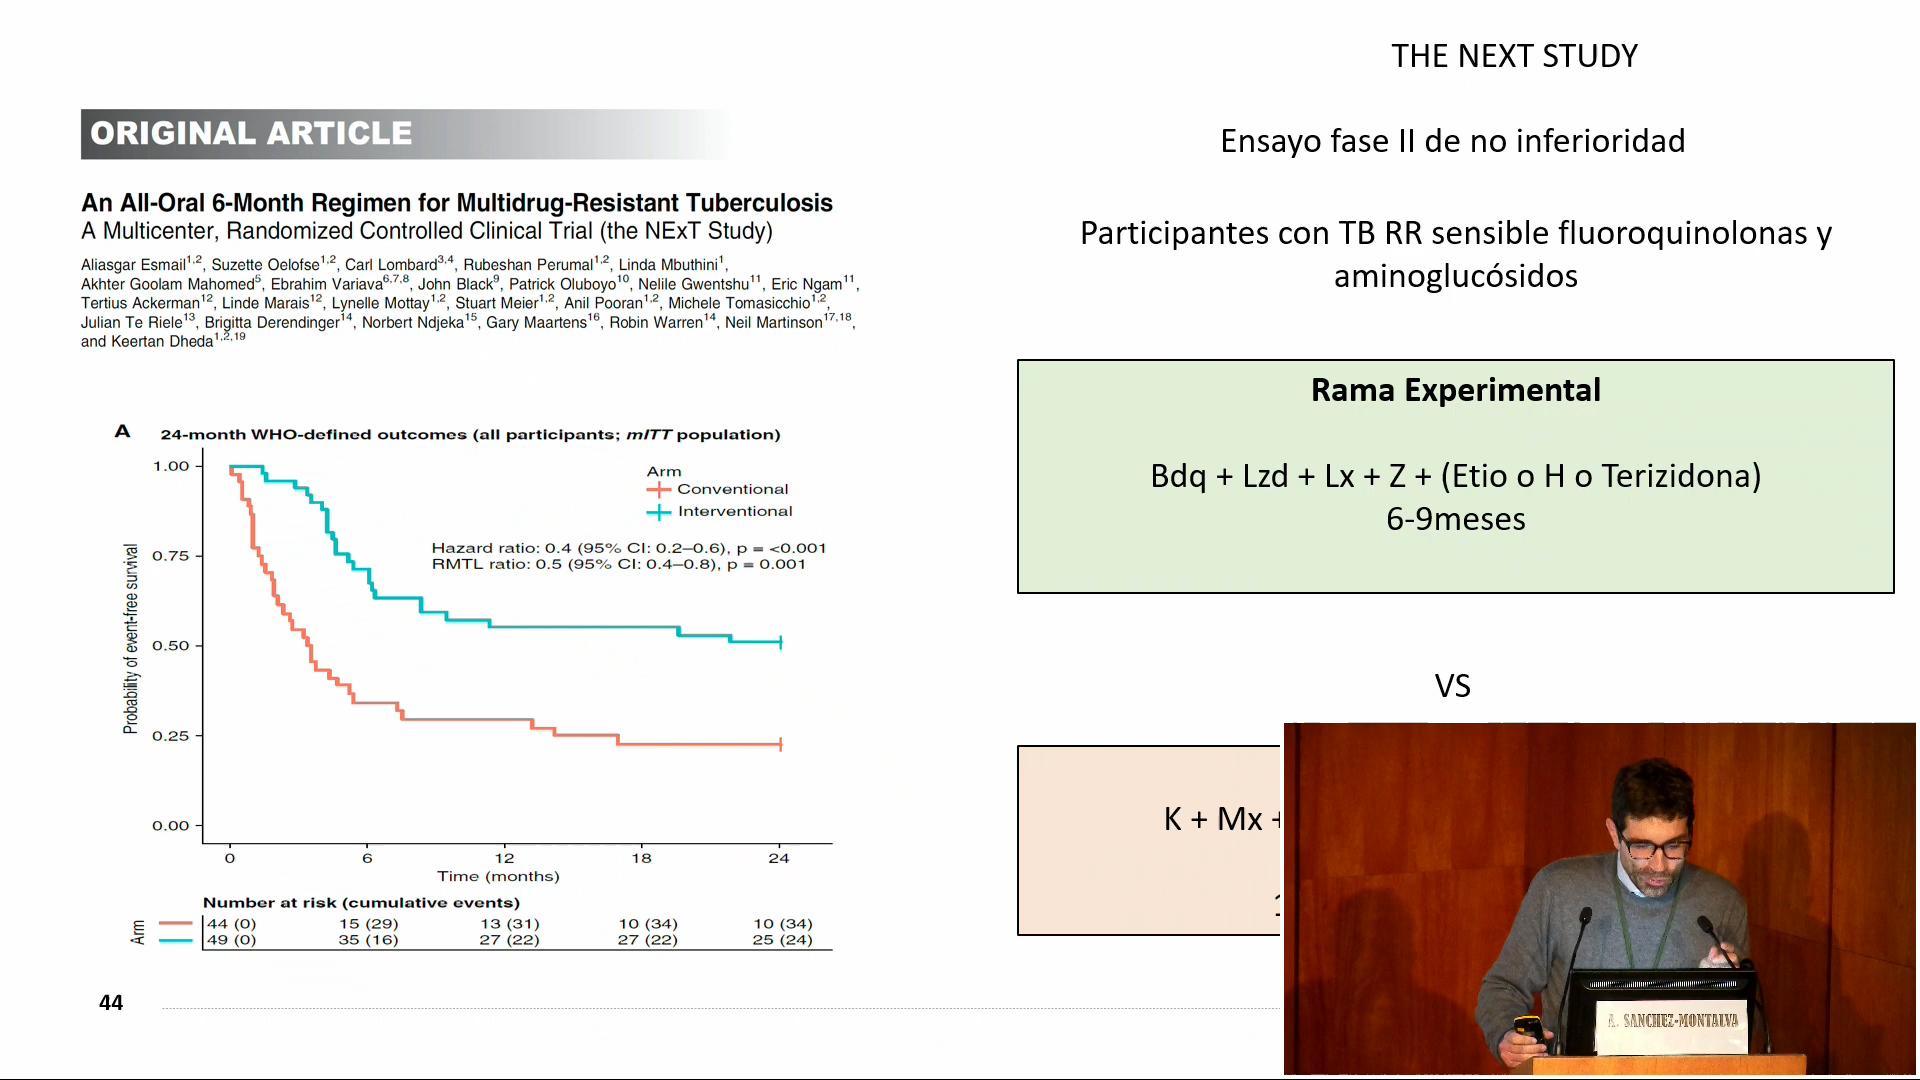 ORIGINAL ARTICLE
An All-Oral 6-Month Regimen for Multidrug-Resistant Tuberculosis
A Multicenter, Randomized Controlled Clinical Trial (the NExT Study)
Aliasgar Esmail1,2, Suzette Oelofse1,2, Carl Lombard3,4, Rubeshan Perumal1,2, Linda Mbuthini1,
Akhter Goolam Mahomed5, Ebrahim Variava6,7,8, John Black9, Patrick Oluboyo10, Nelile Gwentshu11, Eric Ngam11,
Tertius Ackerman12, Linde Marais12, Lynelle Mottay1,2, Stuart Meier1,2, Anil Pooran1,2, Michele Tomasicchio1,2,
Julian Te Riele13, Brigitta Derendinger14, Norbert Ndjeka15, Gary Maartens16, Robin Warren14, Neil Martinson17,18,
and Keertan Dheda1,2,19
A 24-month WHO-defined outcomes (all participants; mITT population)
Probability of event-free survival
1.00
0.75
0.50
0.25
0.00
Arm
Conventional
Interventional
Hazard ratio: 0.4 (95% CI: 0.2–0.6), p = <0.001
RMTL ratio: 0.5 (95% CI: 0.4–0.8), p = 0.001
0 6 12 18 24
Time (months)
Number at risk (cumulative events)
Arm
44 (0) 15 (29) 13 (31) 10 (34) 10 (34)
49 (0) 35 (16) 27 (22) 27 (22) 25 (24)
44
THE NEXT STUDY
Ensayo fase II de no inferioridad
Participantes con TB RR sensible fluoroquinolonas y
aminoglucósidos
Rama Experimental
Bdq + Lzd + Lx + Z + (Etio o H o Terizidona)
6-9meses
VS
K + Mx +
A. SANCHEZ-MONTALVA